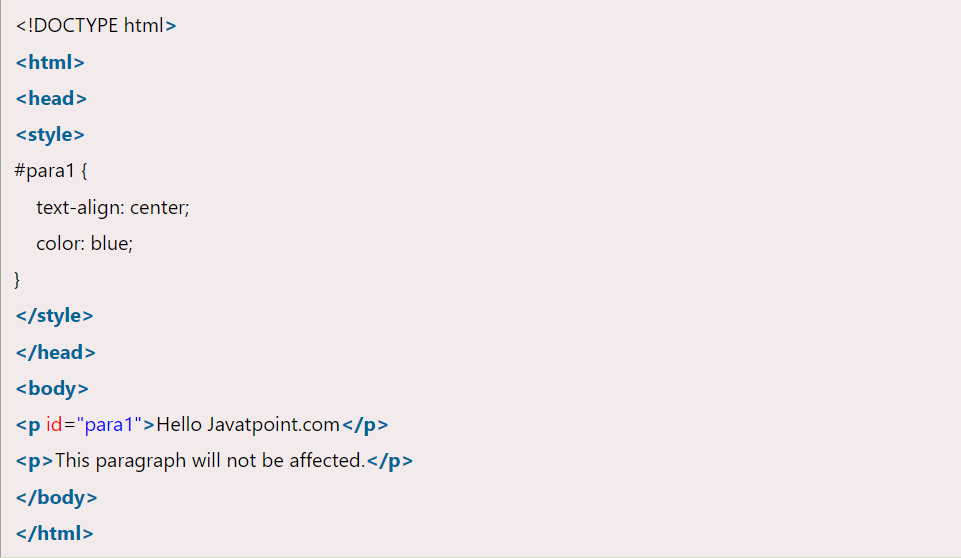 <!DOCTYPE html>
<html>
<head>
<style>
#para1 {
    text-align: center;
    color: blue;
}
</style>
</head>
<body>
<p id="para1">Hello Javatpoint.com</p>
<p>This paragraph will not be affected.</p>
</body>
</html>